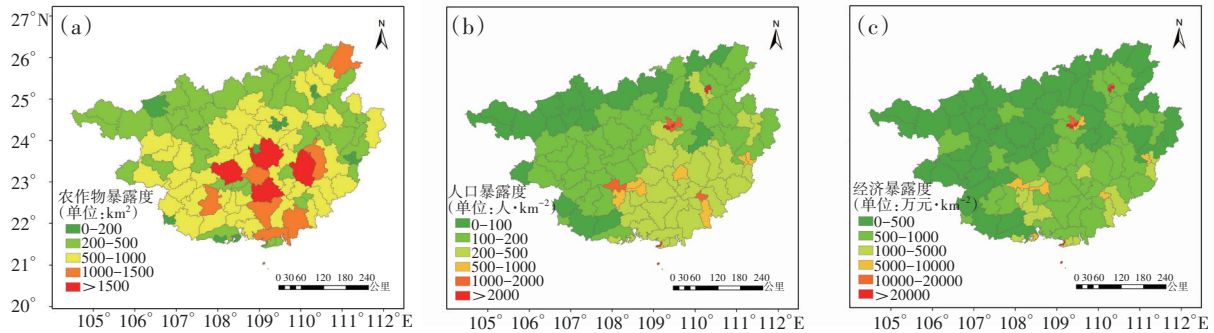 27°N
26°
25°
24°
23°
22°
21°
20°
(a)
N
农作物暴露度
(单位:km²)
0-200
200-500
500-1000
1000-1500
>1500
0 30 60 120 180 240
公里
105° 106° 107° 108° 109° 110° 111° 112°E
(b)
N
人口暴露度
(单位:人·km⁻²)
0-100
100-200
200-500
500-1000
1000-2000
>2000
0 30 60 120 180 240
公里
105° 106° 107° 108° 109° 110° 111° 112°E
(c)
N
经济暴露度
(单位:万元·km⁻²)
0-500
500-1000
1000-5000
5000-10000
10000-20000
>20000
0 30 60 120 180 240
公里
105° 106° 107° 108° 109° 110° 111° 112°E